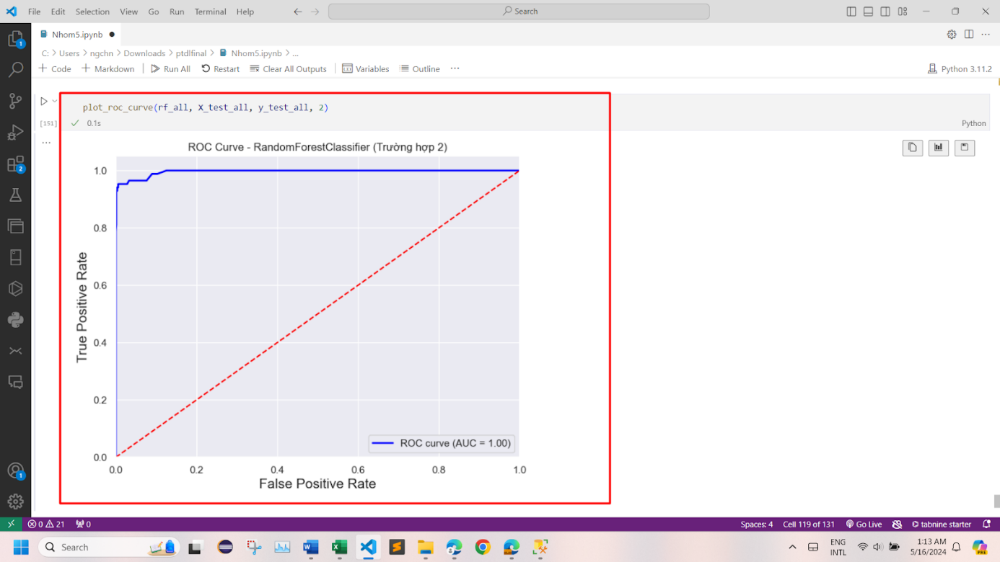 File Edit Selection View Go Run Terminal Help
Search
Nhom5.ipynb
C: > Users > ngchn > Downloads > ptdlfinal > Nhom5.ipynb > ...
+ Code + Markdown Run All Restart Clear All Outputs Variables Outline ... Python 3.11.2
plot_roc_curve(rf_all, X_test_all, y_test_all, 2)
[151] 0.1s Python
ROC Curve - RandomForestClassifier (Trường hợp 2)
1.0
0.8
0.6
0.4
0.2
0.0
True Positive Rate
ROC curve (AUC = 1.00)
0.0 0.2 0.4 0.6 0.8 1.0
False Positive Rate
1
2
1
0 21 0 Spaces: 4 Cell 119 of 131 Go Live tabnine starter
Search
ENG
INTL
1:13 AM
5/16/2024
PRE